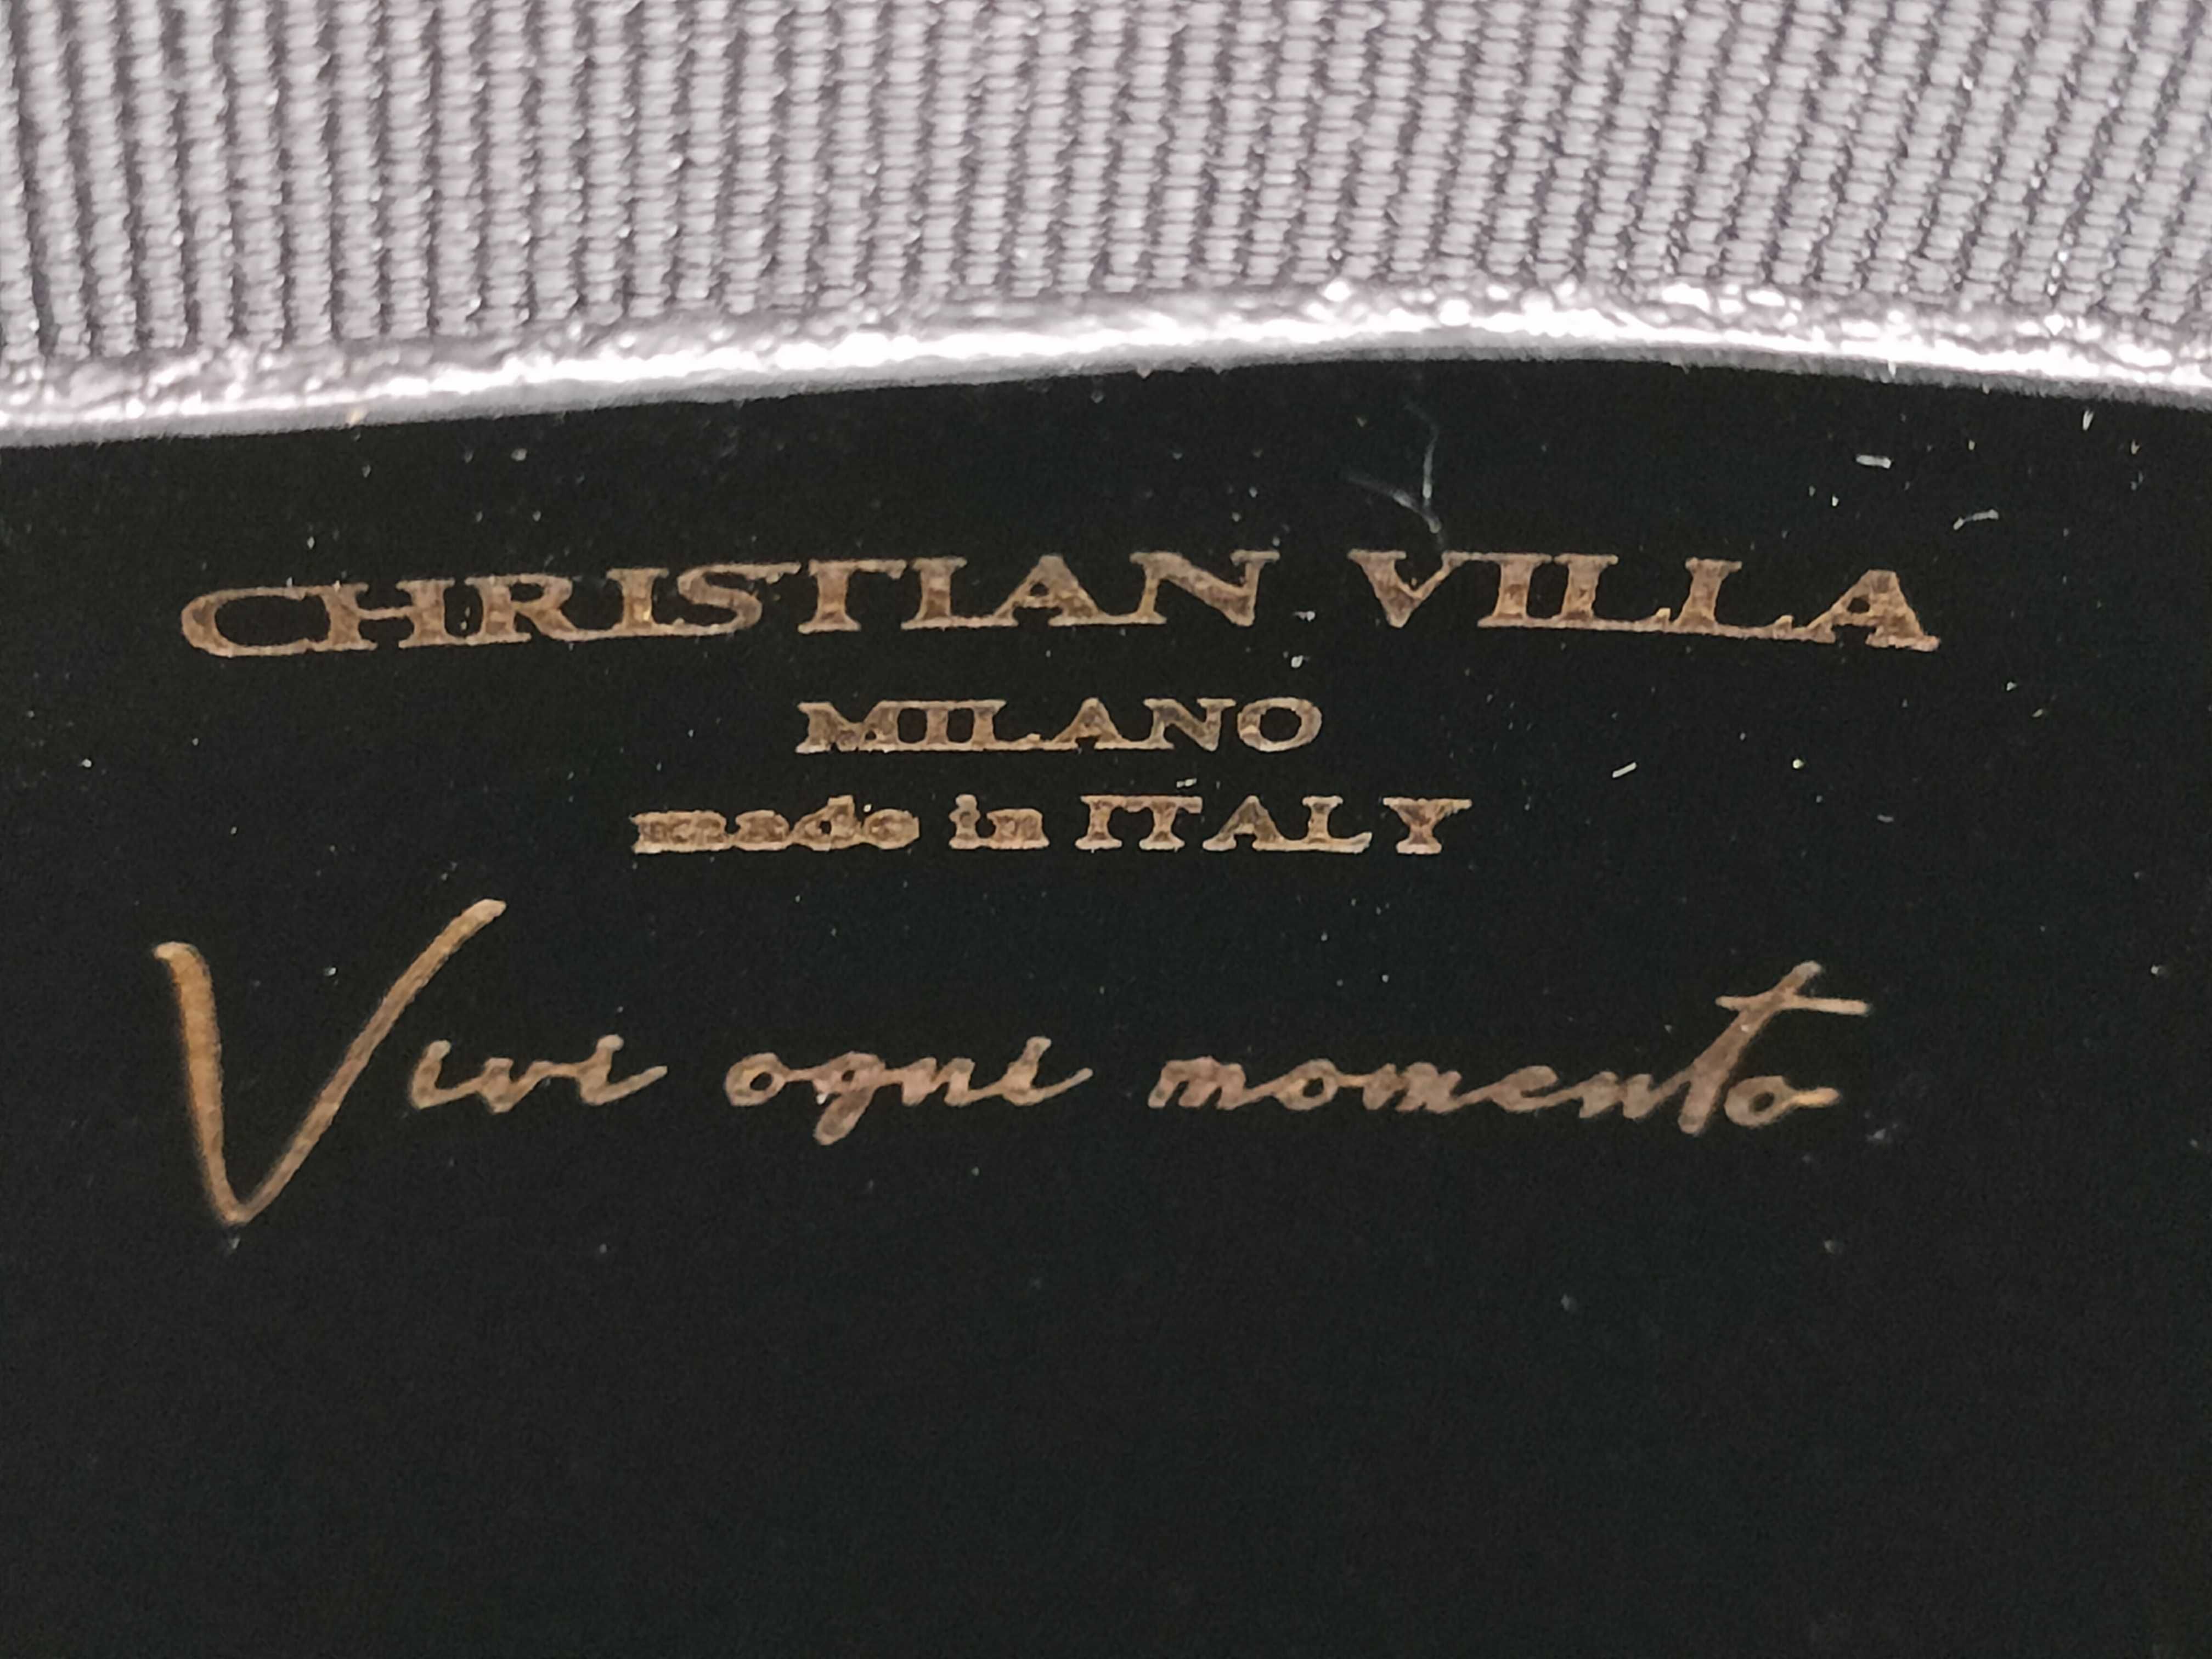 CHRISTIAN VILLA
MILANO
made in ITALY
Vivi ogni momento